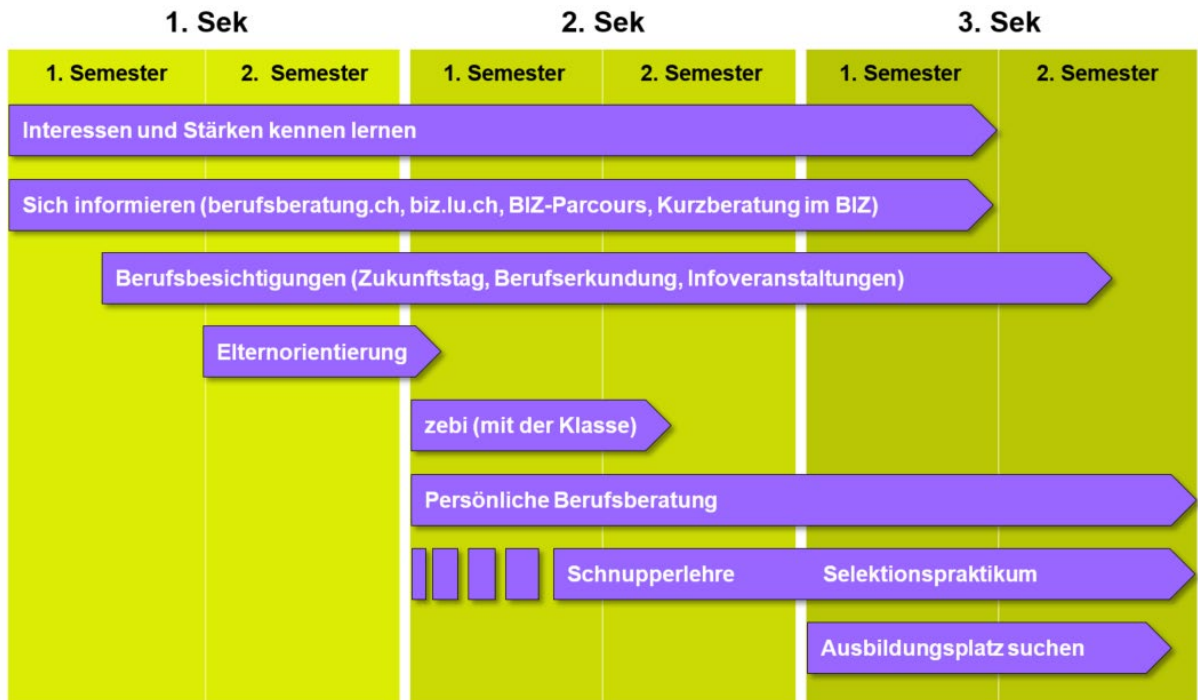 1. Sek 2. Sek 3. Sek
1. Semester 2. Semester 1. Semester 2. Semester 1. Semester 2. Semester
Interessen und Stärken kennen lernen
Sich informieren (berufsberatung.ch, biz.lu.ch, BIZ-Parcours, Kurzberatung im BIZ)
Berufsbesichtigungen (Zukunftstag, Berufserkundung, Infoveranstaltungen)
Elternorientierung
zebi (mit der Klasse)
Persönliche Berufsberatung
Schnupperlehre Selektionspraktikum
Ausbildungsplatz suchen